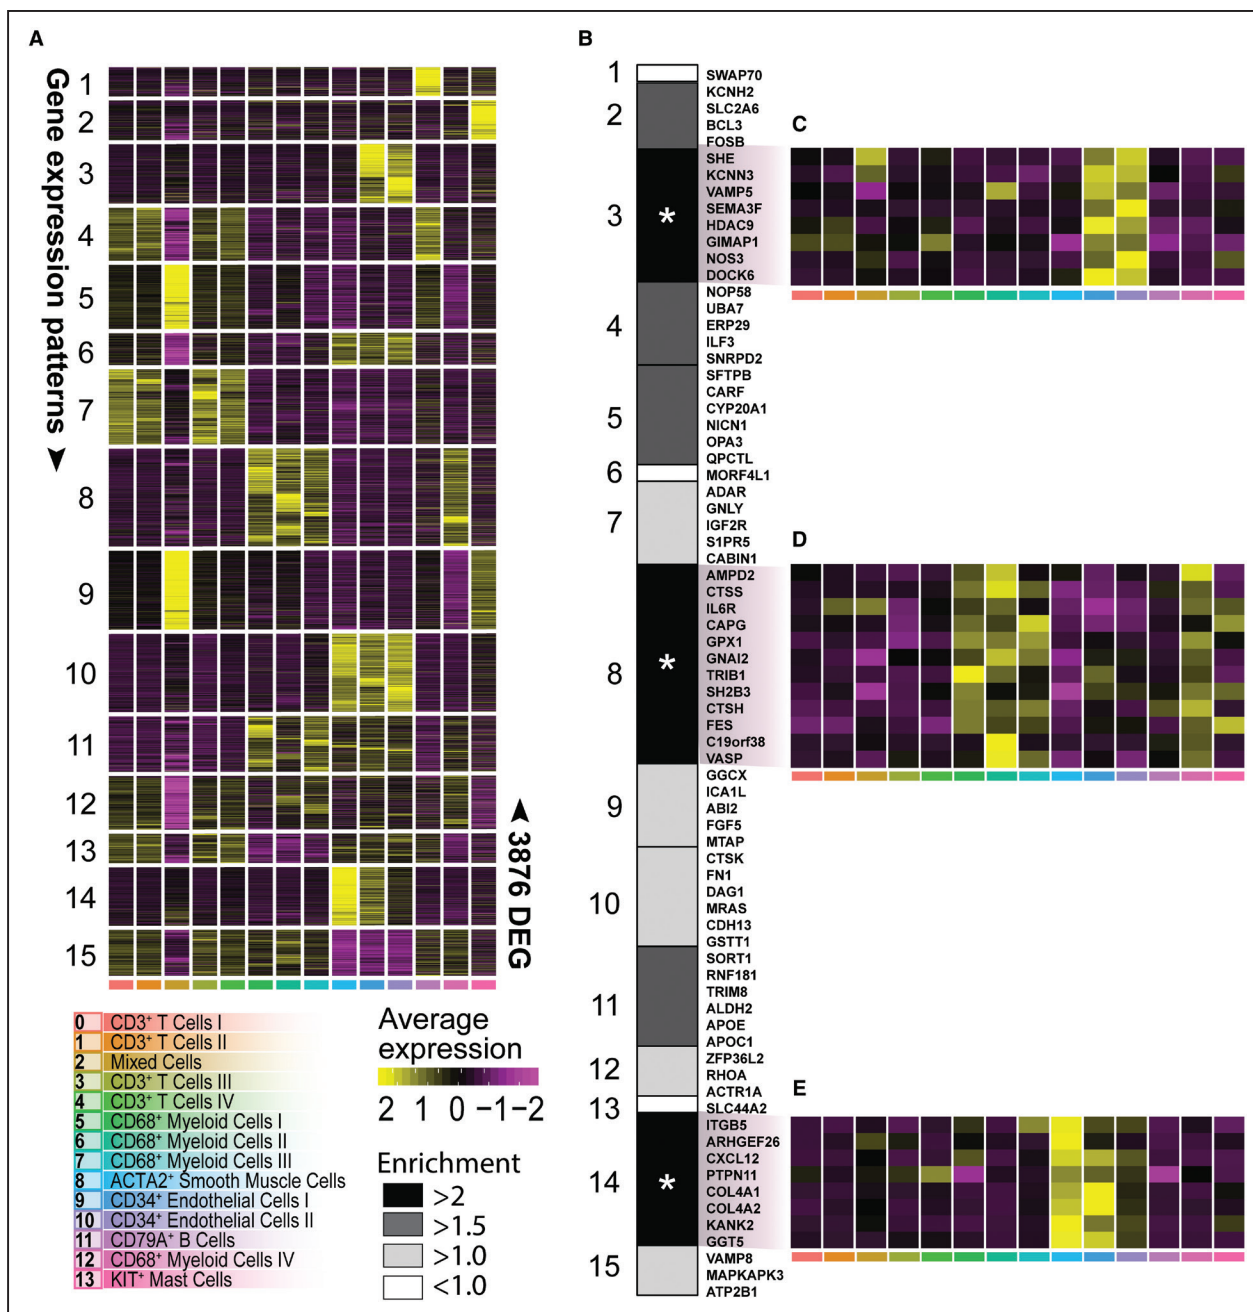 A
Gene expression patterns
1
2
3
4
5
6
7
8
9
10
11
12
13
14
15
3876 DEG
0 CD3+ T Cells I
1 CD3+ T Cells II
2 Mixed Cells
3 CD3+ T Cells III
4 CD3+ T Cells IV
5 CD68+ Myeloid Cells I
6 CD68+ Myeloid Cells II
7 CD68+ Myeloid Cells III
8 ACTA2+ Smooth Muscle Cells
9 CD34+ Endothelial Cells I
10 CD34+ Endothelial Cells II
11 CD79A+ B Cells
12 CD68+ Myeloid Cells IV
13 KIT+ Mast Cells
Average
expression
2 1 0 −1 −2
Enrichment
>2
>1.5
>1.0
<1.0
B
1
2
3
4
5
6
7
8
9
10
11
12
13
14
15
*
*
*
SWAP70
KCNH2
SLC2A6
BCL3
FOSB
SHE
KCNN3
VAMP5
SEMA3F
HDAC9
GIMAP1
NOS3
DOCK6
NOP58
UBA7
ERP29
ILF3
SNRPD2
SFTPB
CARF
CYP20A1
NICN1
OPA3
QPCTL
MORF4L1
ADAR
GNLY
IGF2R
S1PR5
CABIN1
AMPD2
CTSS
IL6R
CAPG
GPX1
GNAI2
TRIB1
SH2B3
CTSH
FES
C19orf38
VASP
GGCX
ICA1L
ABI2
FGF5
MTAP
CTSK
FN1
DAG1
MRAS
CDH13
GSTT1
SORT1
RNF181
TRIM8
ALDH2
APOE
APOC1
ZFP36L2
RHOA
ACTR1A
SLC44A2
ITGB5
ARHGEF26
CXCL12
PTPN11
COL4A1
COL4A2
KANK2
GGT5
VAMP8
MAPKAPK3
ATP2B1
C
D
E